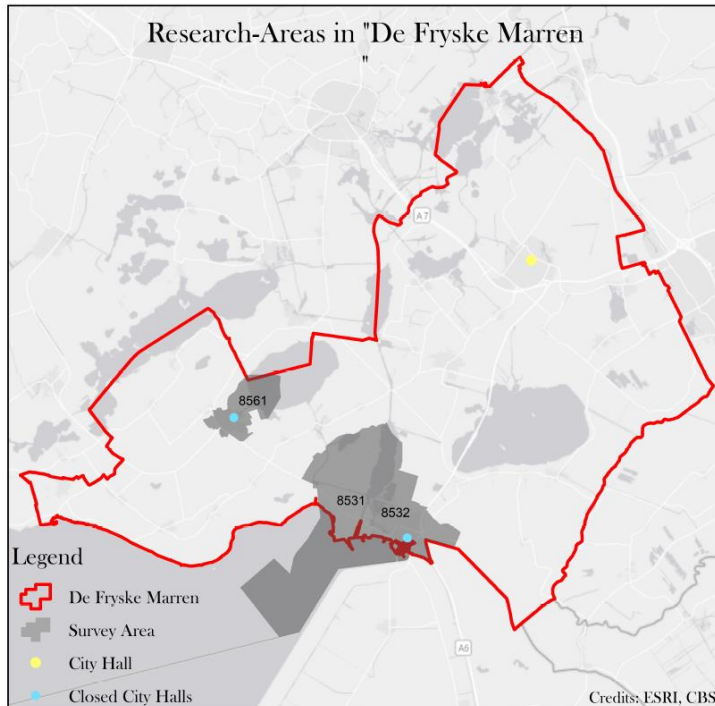 Research-Areas in "De Fryske Marren
"
A7
8561
8531
8532
Legend
De Fryske Marren
Survey Area
City Hall
A6
Closed City Halls
Credits: ESRI, CBS